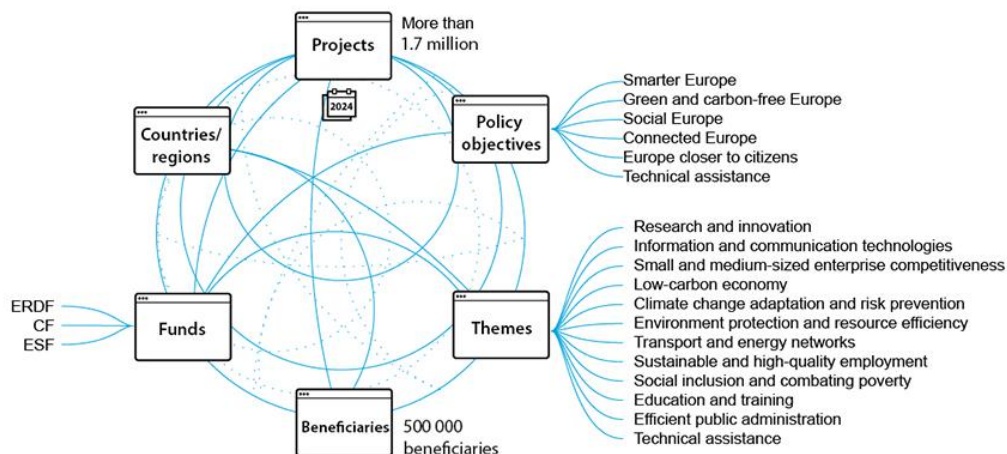 Projects
More than
1.7 million
2024
Countries/
regions
Policy
objectives
Smarter Europe
Green and carbon-free Europe
Social Europe
Connected Europe
Europe closer to citizens
Technical assistance
ERDF
CF
ESF
Funds
Themes
Research and innovation
Information and communication technologies
Small and medium-sized enterprise competitiveness
Low-carbon economy
Climate change adaptation and risk prevention
Environment protection and resource efficiency
Transport and energy networks
Sustainable and high-quality employment
Social inclusion and combating poverty
Education and training
Efficient public administration
Technical assistance
Beneficiaries
500 000
beneficiaries